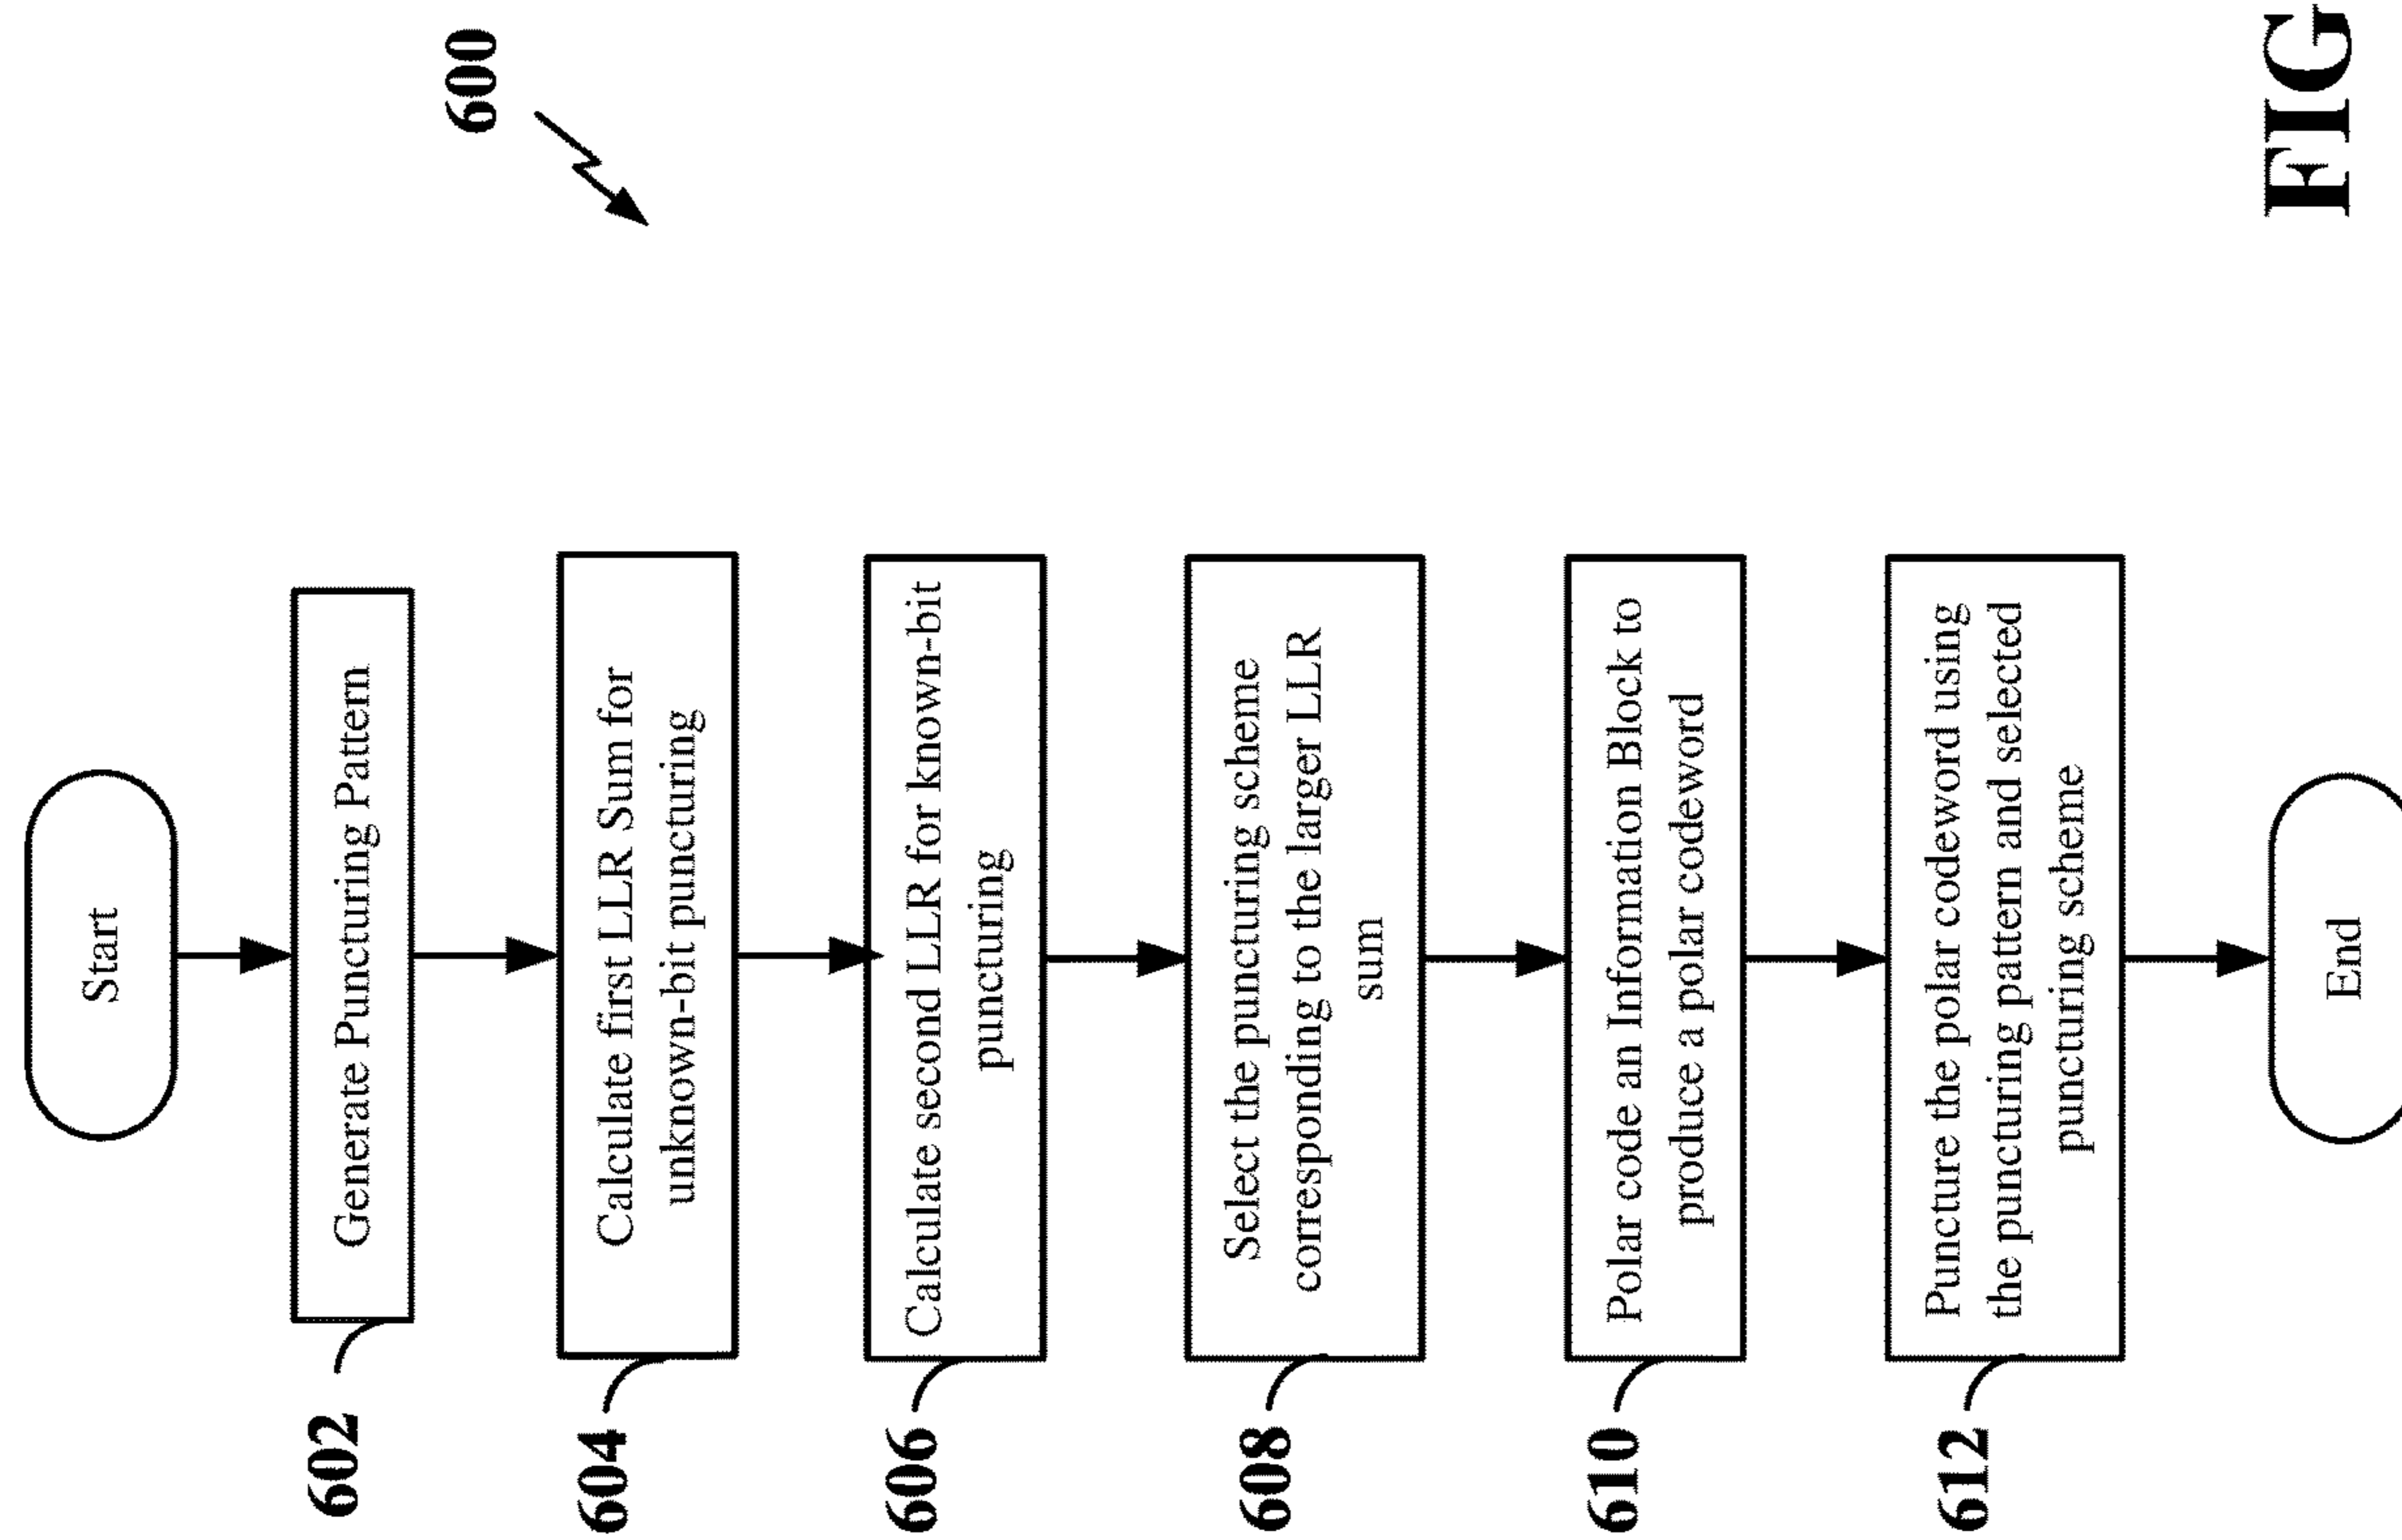 600
Start
602
Generate Puncturing Pattern
604
Calculate first LLR Sum for
unknown-bit puncturing
606
Calculate second LLR for known-bit
puncturing
608
Select the puncturing scheme
corresponding to the larger LLR
sum
610
Polar code an Information Block to
produce a polar codeword
612
Puncture the polar codeword using
the puncturing pattern and selected
puncturing scheme
End
FIG